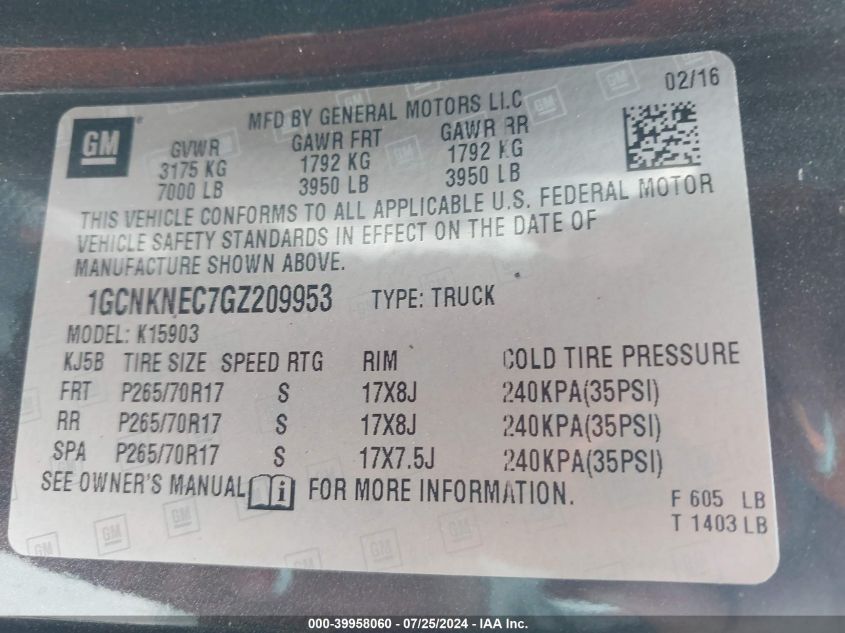 02/16
GM
MFD BY GENERAL MOTORS LLC
GVWR GAWR FRT GAWR RR
3175 KG 1792 KG 1792 KG
7000 LB 3950 LB 3950 LB
THIS VEHICLE CONFORMS TO ALL APPLICABLE U.S. FEDERAL MOTOR
VEHICLE SAFETY STANDARDS IN EFFECT ON THE DATE OF
MANUFACTURE SHOWN ABOVE.
1GCNKNEC7GZ209953 TYPE: TRUCK
MODEL: K15903
KJ5B TIRE SIZE SPEED RTG RIM COLD TIRE PRESSURE
FRT P265/70R17 S 17X8J 240KPA(35PSI)
RR P265/70R17 S 17X8J 240KPA(35PSI)
SPA P265/70R17 S 17X7.5J 240KPA(35PSI)
SEE OWNER'S MANUAL i FOR MORE INFORMATION.
F 605 LB
T 1403 LB
000-39958060 - 07/25/2024 - IAA Inc.